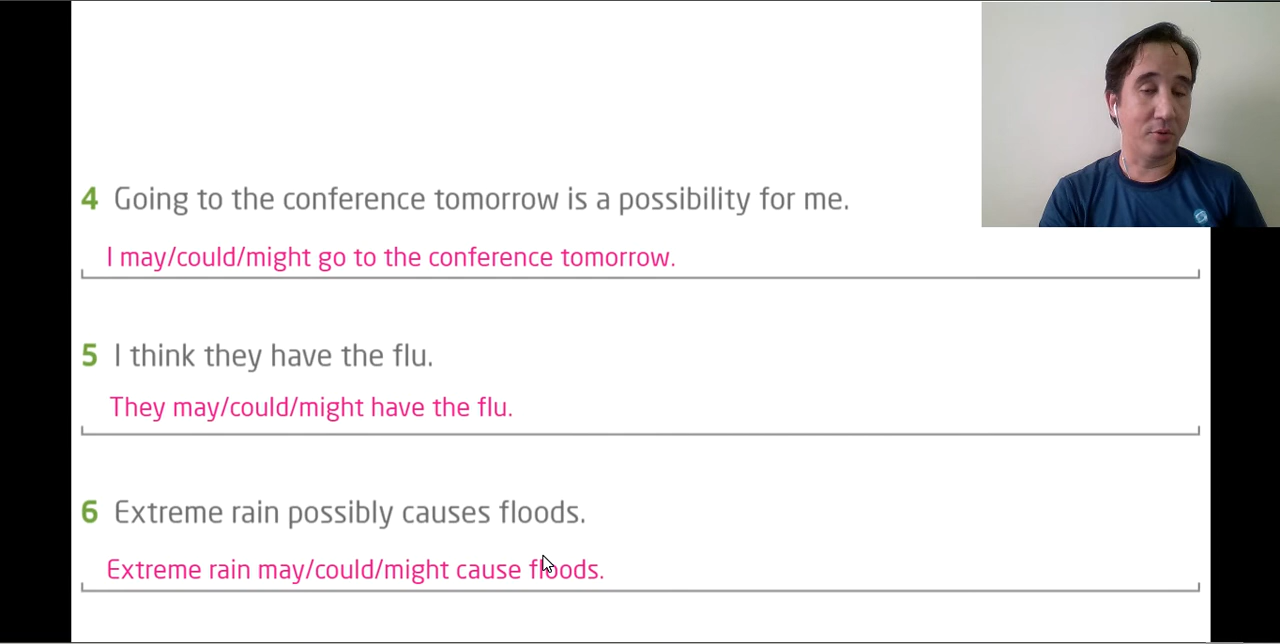 4 Going to the conference tomorrow is a possibility for me.
I may/could/might go to the conference tomorrow.
5 I think they have the flu.
They may/could/might have the flu.
6 Extreme rain possibly causes floods.
Extreme rain may/could/might cause floods.